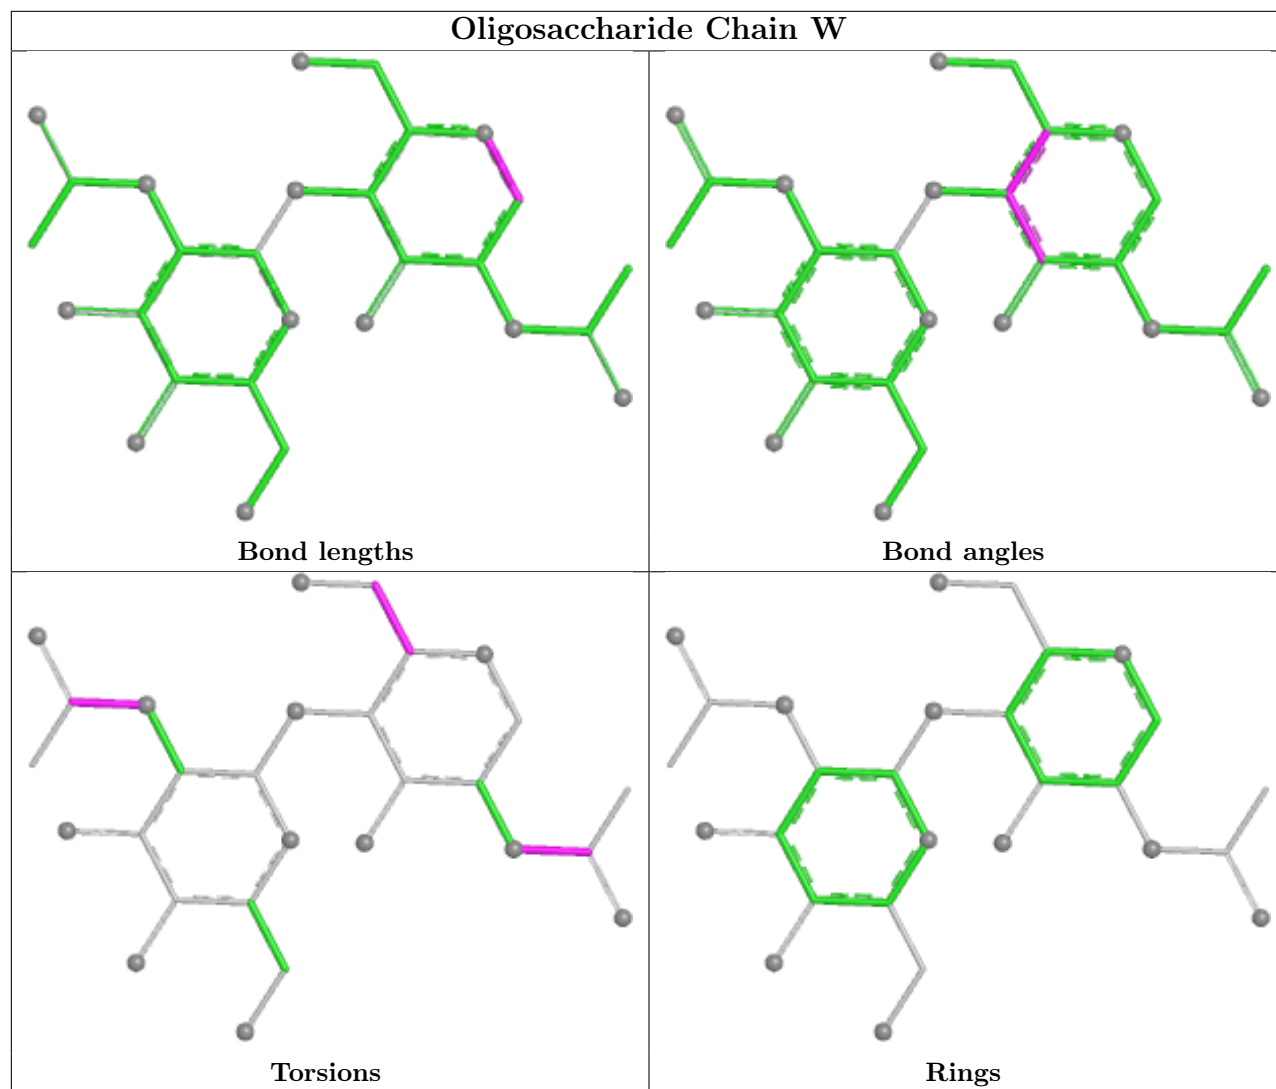 Oligosaccharide Chain W
Bond lengths
Bond angles
Torsions
Rings